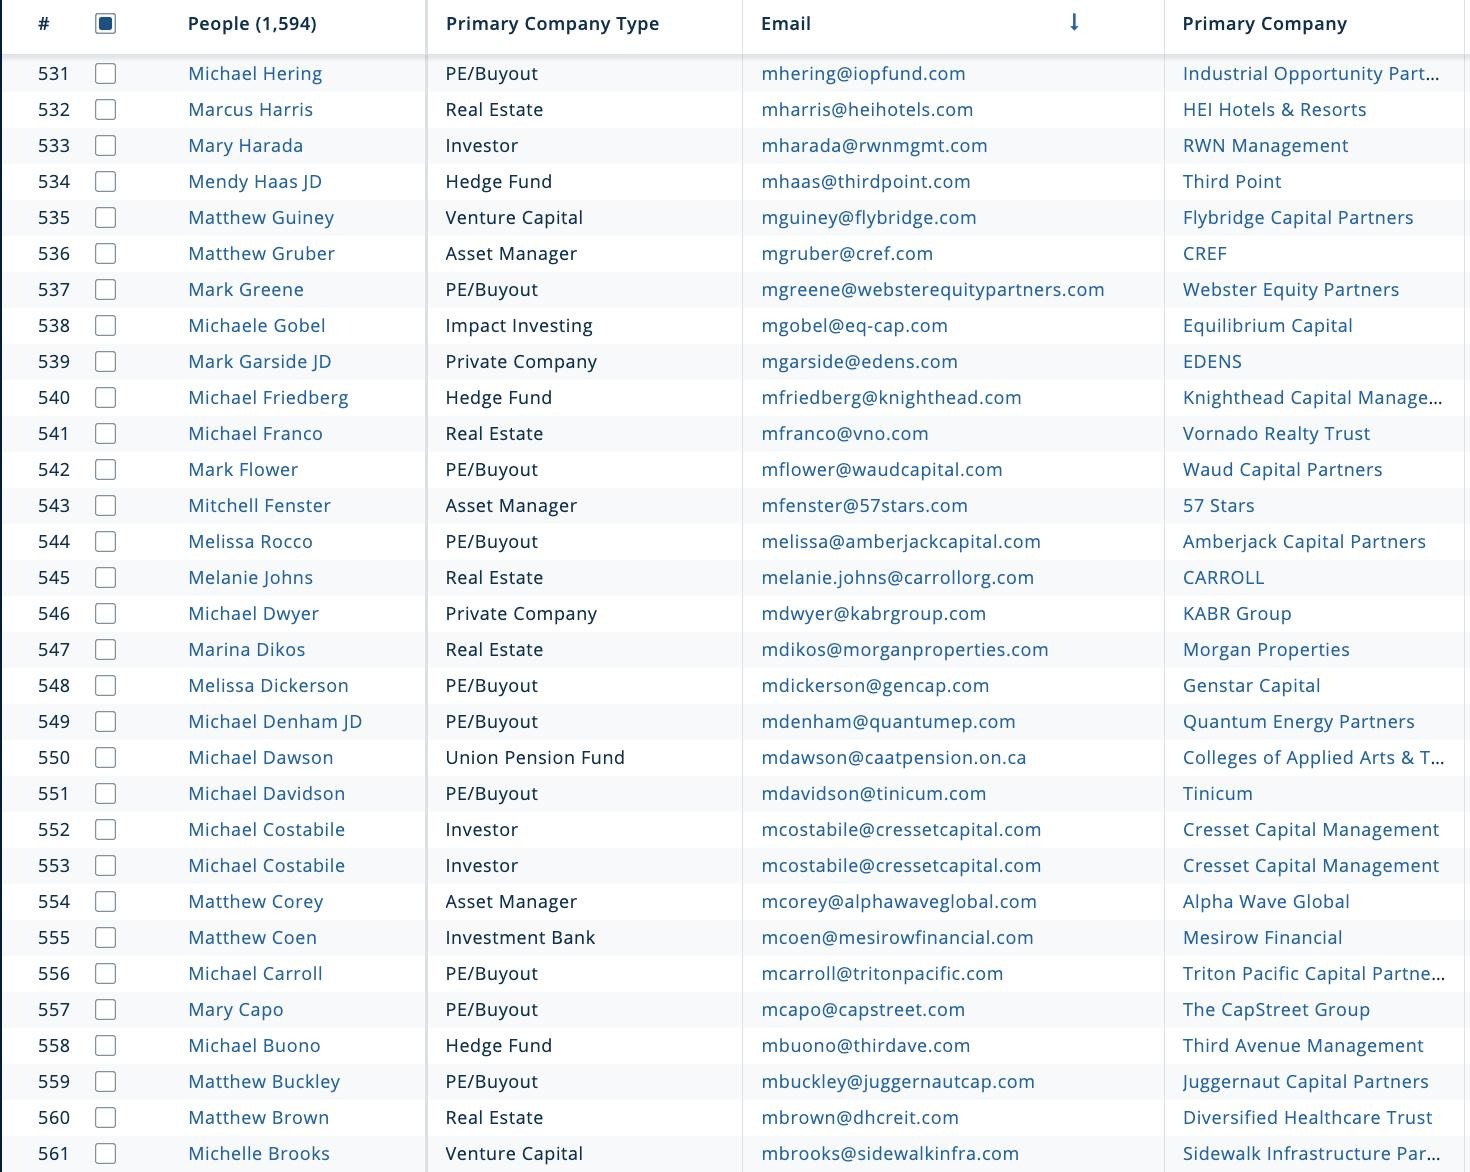 # People (1,594) Primary Company Type Email ↓ Primary Company
531 Michael Hering PE/Buyout mhering@iopfund.com Industrial Opportunity Part...
532 Marcus Harris Real Estate mharris@heihotels.com HEI Hotels & Resorts
533 Mary Harada Investor mharada@rwnmgmt.com RWN Management
534 Mendy Haas JD Hedge Fund mhaas@thirdpoint.com Third Point
535 Matthew Guiney Venture Capital mguiney@flybridge.com Flybridge Capital Partners
536 Matthew Gruber Asset Manager mgruber@cref.com CREF
537 Mark Greene PE/Buyout mgreene@websterequitypartners.com Webster Equity Partners
538 Michaele Gobel Impact Investing mgobel@eq-cap.com Equilibrium Capital
539 Mark Garside JD Private Company mgarside@edens.com EDENS
540 Michael Friedberg Hedge Fund mfriedberg@knighthead.com Knighthead Capital Manage...
541 Michael Franco Real Estate mfranco@vno.com Vornado Realty Trust
542 Mark Flower PE/Buyout mflower@waudcapital.com Waud Capital Partners
543 Mitchell Fenster Asset Manager mfenster@57stars.com 57 Stars
544 Melissa Rocco PE/Buyout melissa@amberjackcapital.com Amberjack Capital Partners
545 Melanie Johns Real Estate melanie.johns@carrollorg.com CARROLL
546 Michael Dwyer Private Company mdwyer@kabrgroup.com KABR Group
547 Marina Dikos Real Estate mdikos@morganproperties.com Morgan Properties
548 Melissa Dickerson PE/Buyout mdickerson@gencap.com Genstar Capital
549 Michael Denham JD PE/Buyout mdenham@quantumep.com Quantum Energy Partners
550 Michael Dawson Union Pension Fund mdawson@caatpension.on.ca Colleges of Applied Arts & T...
551 Michael Davidson PE/Buyout mdavidson@tinicum.com Tinicum
552 Michael Costabile Investor mcostabile@cressetcapital.com Cresset Capital Management
553 Michael Costabile Investor mcostabile@cressetcapital.com Cresset Capital Management
554 Matthew Corey Asset Manager mcorey@alphawaveglobal.com Alpha Wave Global
555 Matthew Coen Investment Bank mcoen@mesirowfinancial.com Mesirow Financial
556 Michael Carroll PE/Buyout mcarroll@tritonpacific.com Triton Pacific Capital Partne...
557 Mary Capo PE/Buyout mcapo@capstreet.com The CapStreet Group
558 Michael Buono Hedge Fund mbuono@thirdave.com Third Avenue Management
559 Matthew Buckley PE/Buyout mbuckley@juggernautcap.com Juggernaut Capital Partners
560 Matthew Brown Real Estate mbrown@dhcreit.com Diversified Healthcare Trust
561 Michelle Brooks Venture Capital mbrooks@sidewalkinfra.com Sidewalk Infrastructure Par...